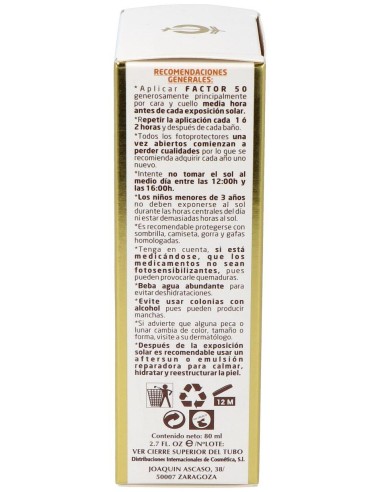 RECOMENDACIONES
GENERALES:
*Aplicar FACTOR 50
generosamente principalmente
por cara y cuello media hora
antes de cada exposición solar.
*Repetir la aplicación cada 1 ó
2 horas y después de cada baño.
*Todos los fotoprotectores una
vez abiertos comienzan a
perder cualidades por lo que se
recomienda adquirir cada año uno
nuevo.
*Intente no tomar el sol al
medio día entre las 12:00h y las
16:00h.
*Los niños menores de 3 años
no deben exponerse al sol
durante las horas centrales del día
ni estar demasiadas horas al sol.
*Es recomendable protegerse con
sombrilla, camiseta, gorra y gafas
homologadas.
*Tenga en cuenta, si está
medicándose, que los
medicamentos no sean
fotosensibilizantes, pues
pueden provocarle quemaduras.
*Beba agua abundante para
evitar deshidrataciones.
*Evite usar colonias con
alcohol pues pueden producir
manchas.
*Si advierte que alguna peca o
lunar cambia de color, tamaño o
forma, visite a su dermatólogo.
*Después de la exposición
solar es recomendable usar un
aftersun o emulsión
reparadora para calmar,
hidratar y reestructurar la piel.
12 M
Contenido neto: 80 ml
2.7 FL. OZ e /NºLOTE:
VER CIERRE SUPERIOR DEL TUBO
Distribuciones Internacionales de Cosmética, S.L
JOAQUIN ASCASO, 38/
50007 ZARAGOZA